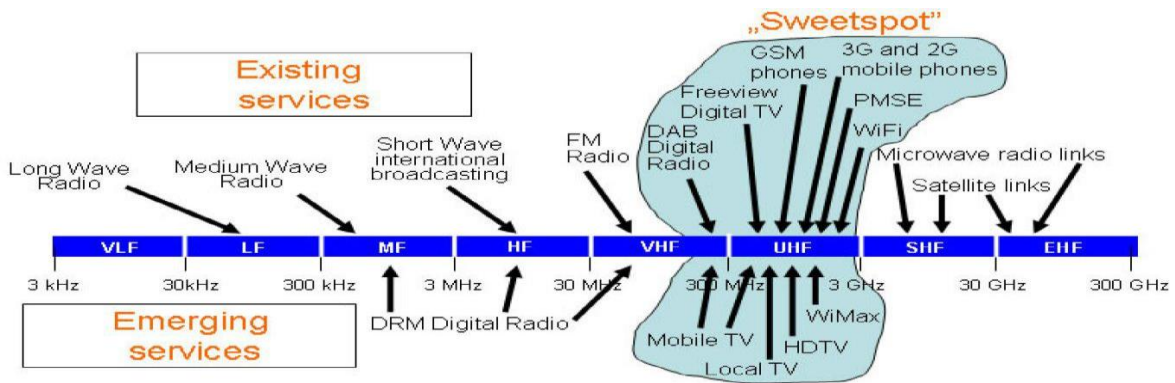 „Sweetspot”
Existing
services
GSM
phones
3G and 2G
mobile phones
Freeview
Digital TV
PMSE
WiFi
Long Wave
Radio
Medium Wave
Radio
Short Wave
international
broadcasting
FM
Radio
DAB
Digital
Radio
Microwave radio links
Satellite links
VLF LF MF HF VHF UHF SHF EHF
3 kHz 30kHz 300 kHz 3 MHz 30 MHz 300 MHz 3 GHz 30 GHz 300 GHz
Emerging
services
DRM Digital Radio
Mobile TV
Local TV
HDTV
WiMax